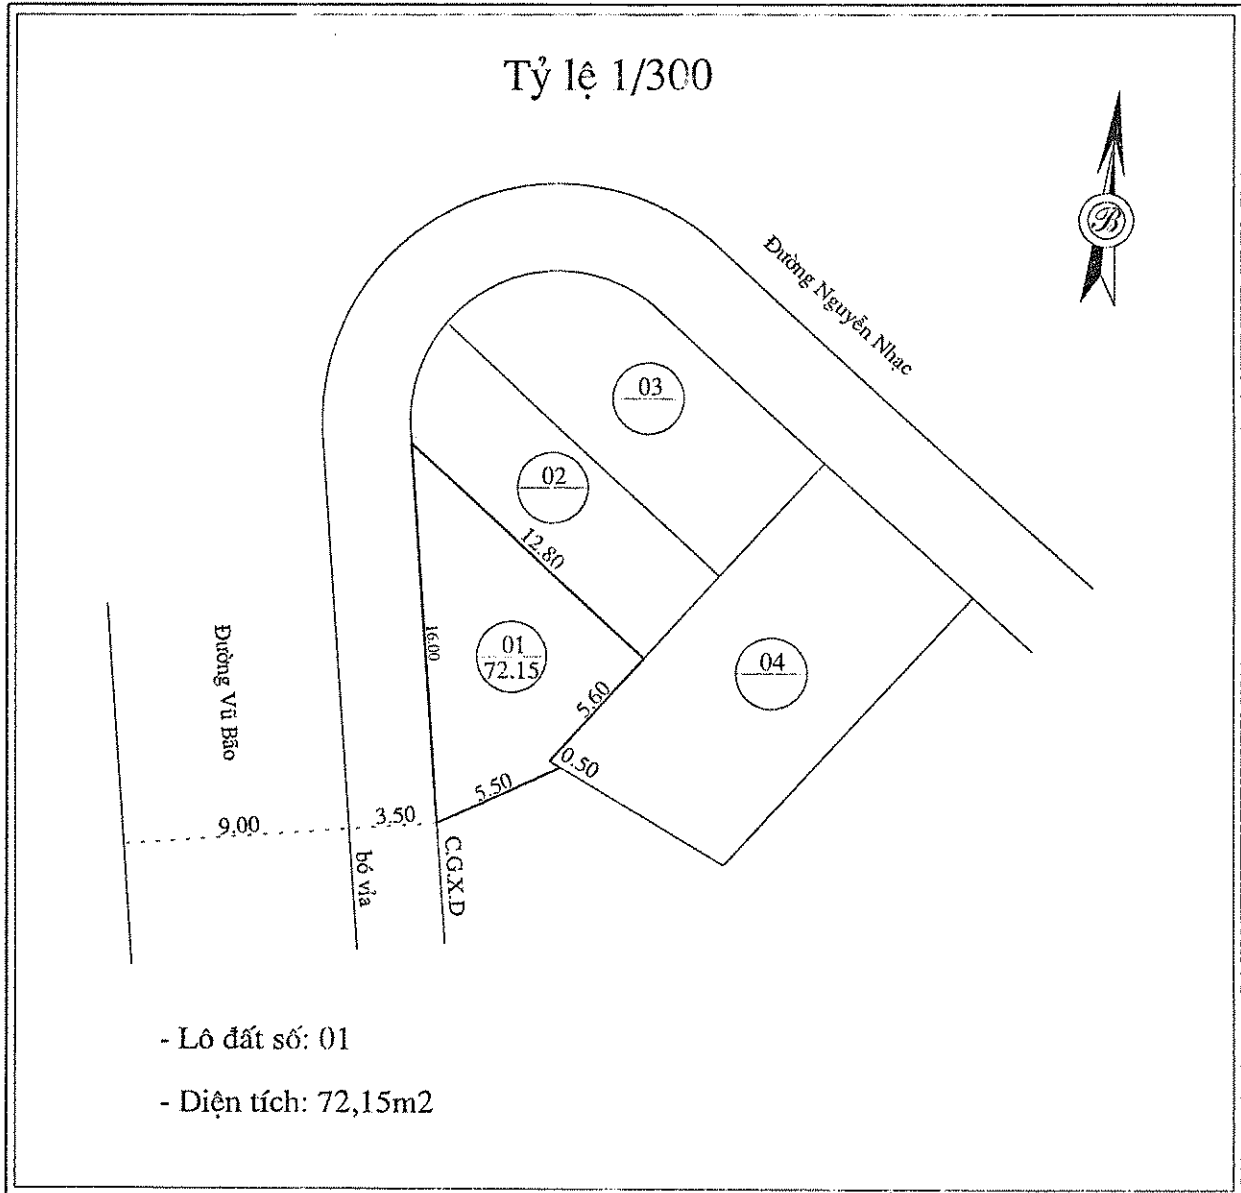 Tỷ lệ 1/300
B
Đường Nguyễn Nhạc
03
02
12.80
16.00
01
72.15
04
5.60
0.50
5.50
Đường Vũ Bão
9.00
3.50
bó vỉa
C.G.X.D
- Lô đất số: 01
- Diện tích: 72,15m2